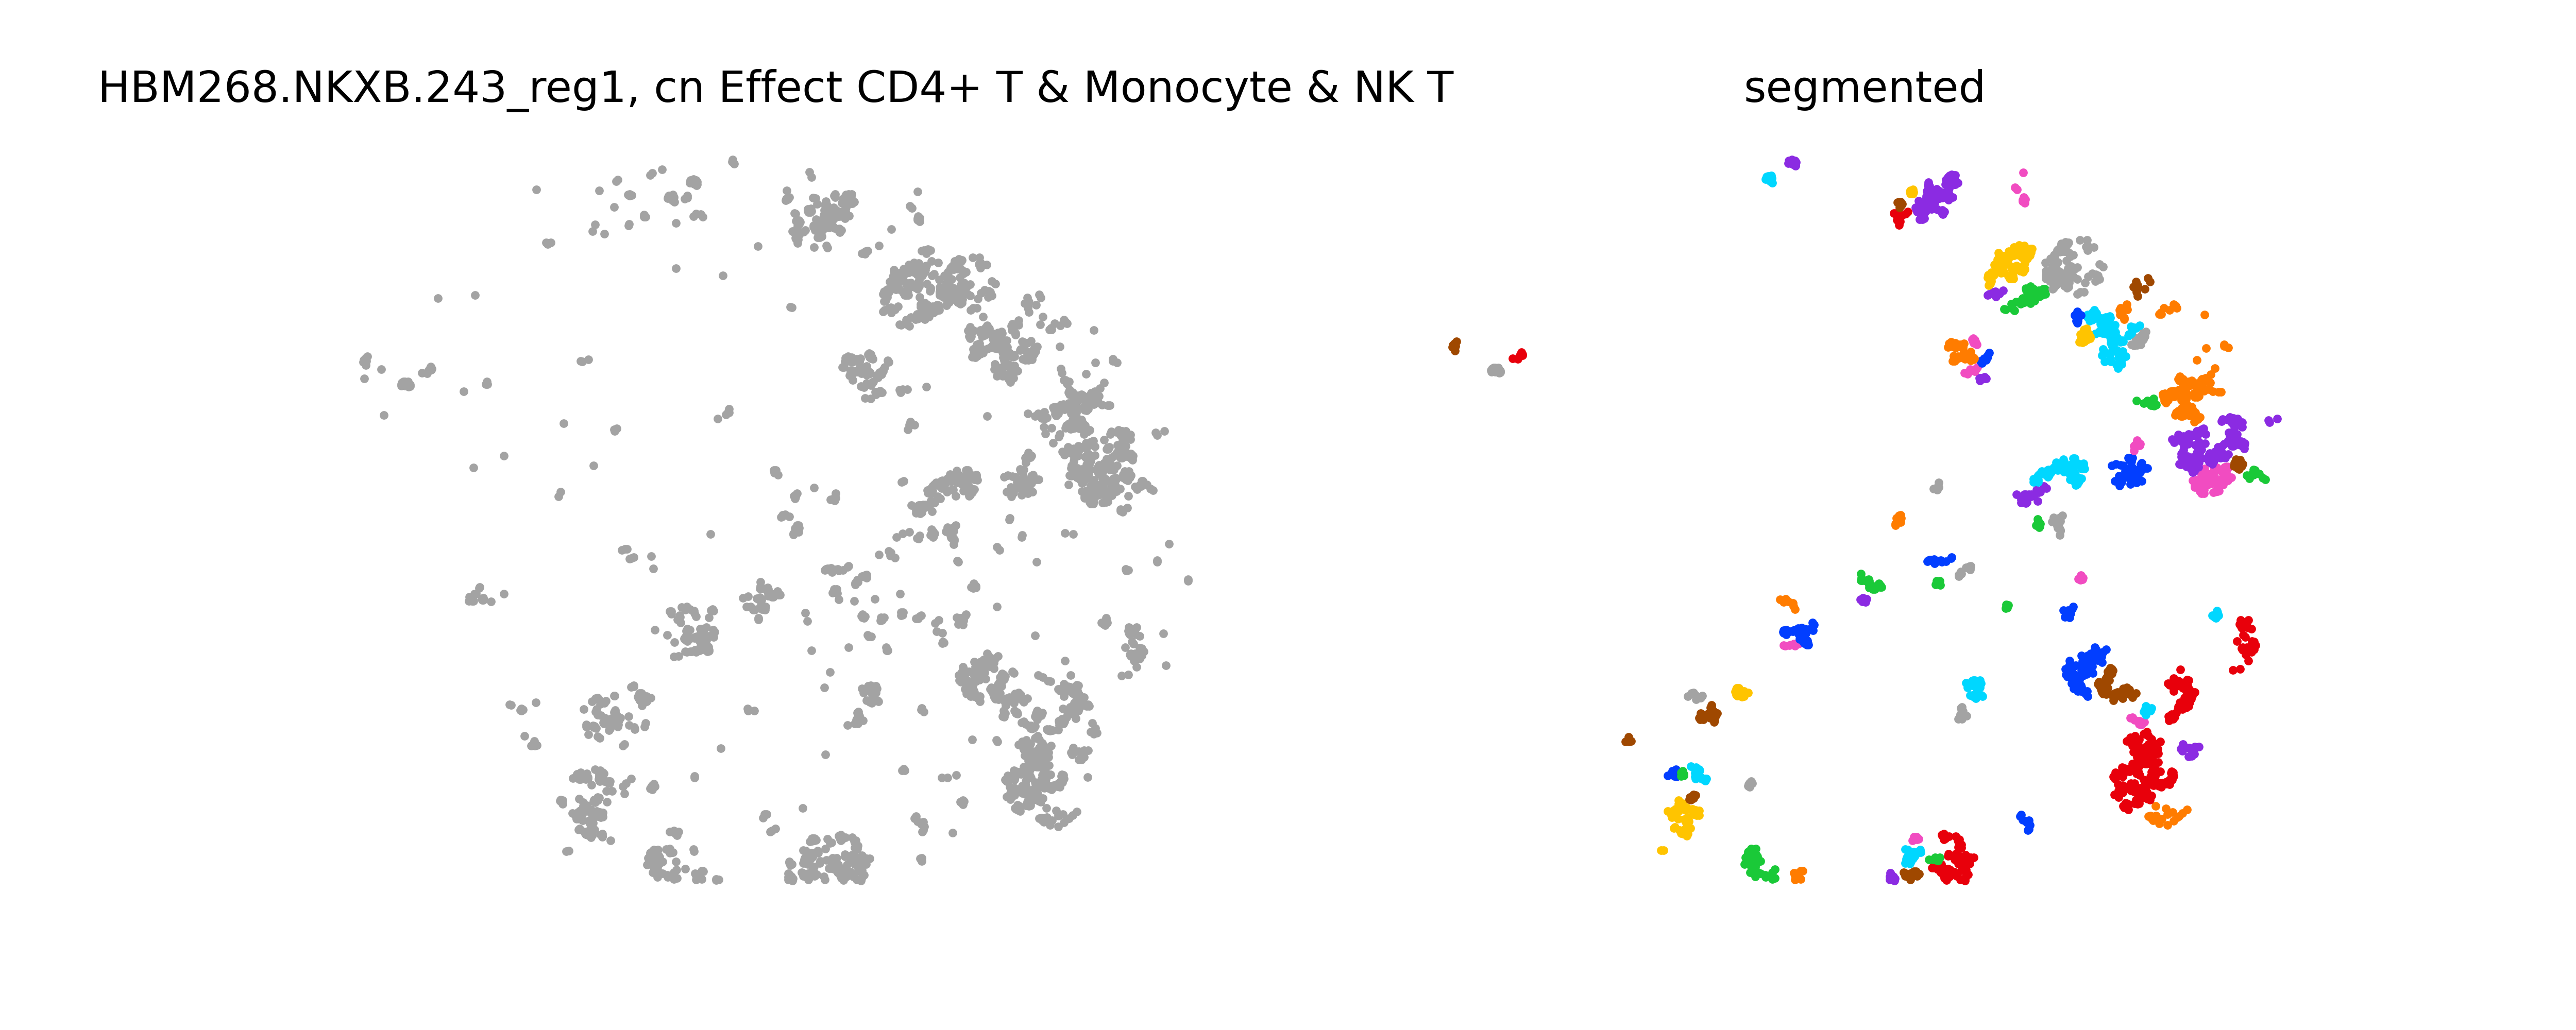 HBM268.NKXB.243_reg1, cn Effect CD4+ T & Monocyte & NK T
segmented